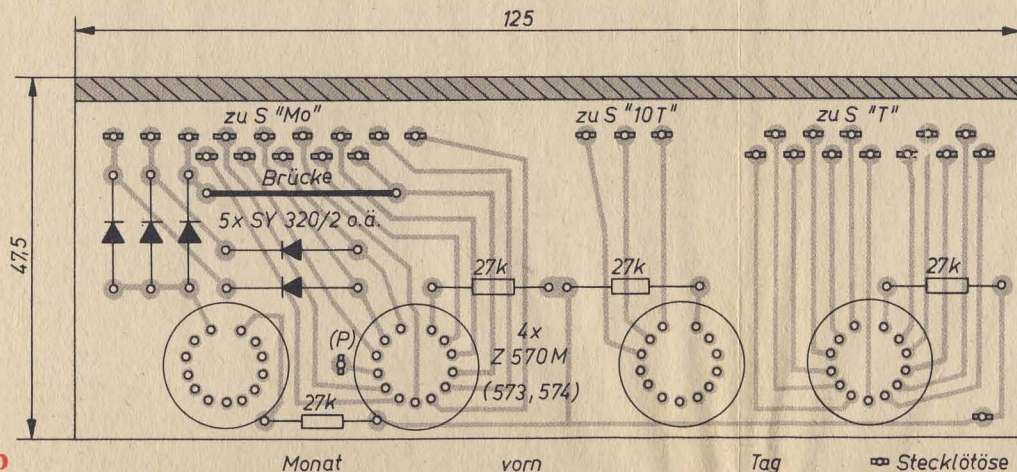 125
zu S "Mo"
zu S "10T"
zu S "T"
47,5
Brücke
5x SY 320/2 o.ä.
27k
27k
27k
(P)
4x
Z 570 M
(573, 574)
27k
b
Monat
vorn
Tag
Stecklötöse